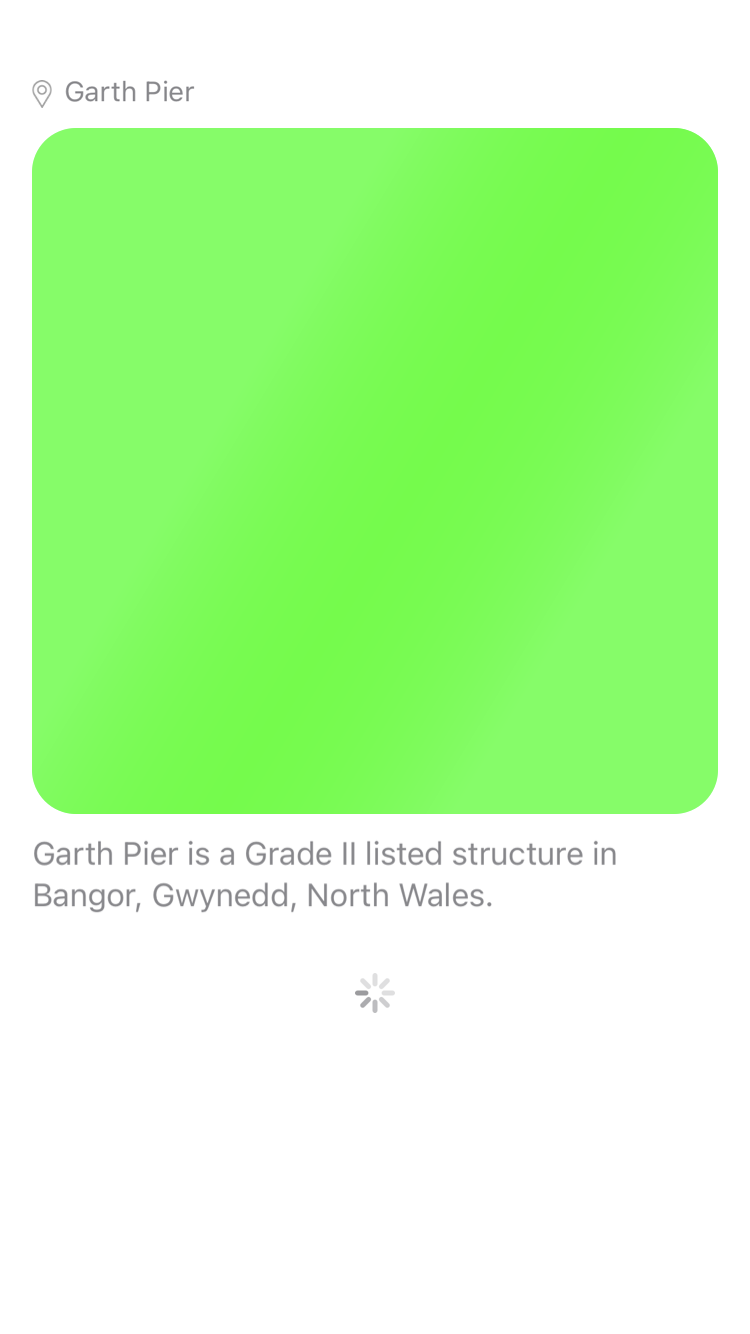 Garth Pier
Garth Pier is a Grade II listed structure in
Bangor, Gwynedd, North Wales.